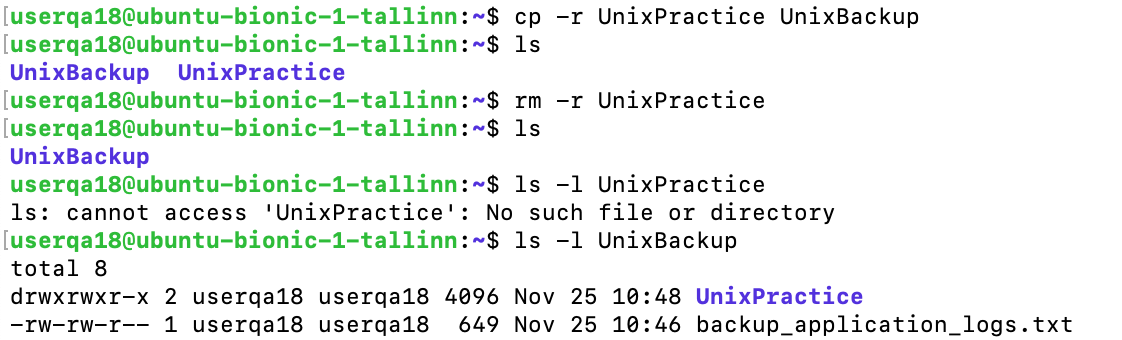 [userqa18@ubuntu-bionic-1-tallinn:~$ cp -r UnixPractice UnixBackup
[userqa18@ubuntu-bionic-1-tallinn:~$ ls
UnixBackup  UnixPractice
[userqa18@ubuntu-bionic-1-tallinn:~$ rm -r UnixPractice
[userqa18@ubuntu-bionic-1-tallinn:~$ ls
UnixBackup
userqa18@ubuntu-bionic-1-tallinn:~$ ls -l UnixPractice
ls: cannot access 'UnixPractice': No such file or directory
[userqa18@ubuntu-bionic-1-tallinn:~$ ls -l UnixBackup
total 8
drwxrwxr-x 2 userqa18 userqa18 4096 Nov 25 10:48 UnixPractice
-rw-rw-r-- 1 userqa18 userqa18  649 Nov 25 10:46 backup_application_logs.txt